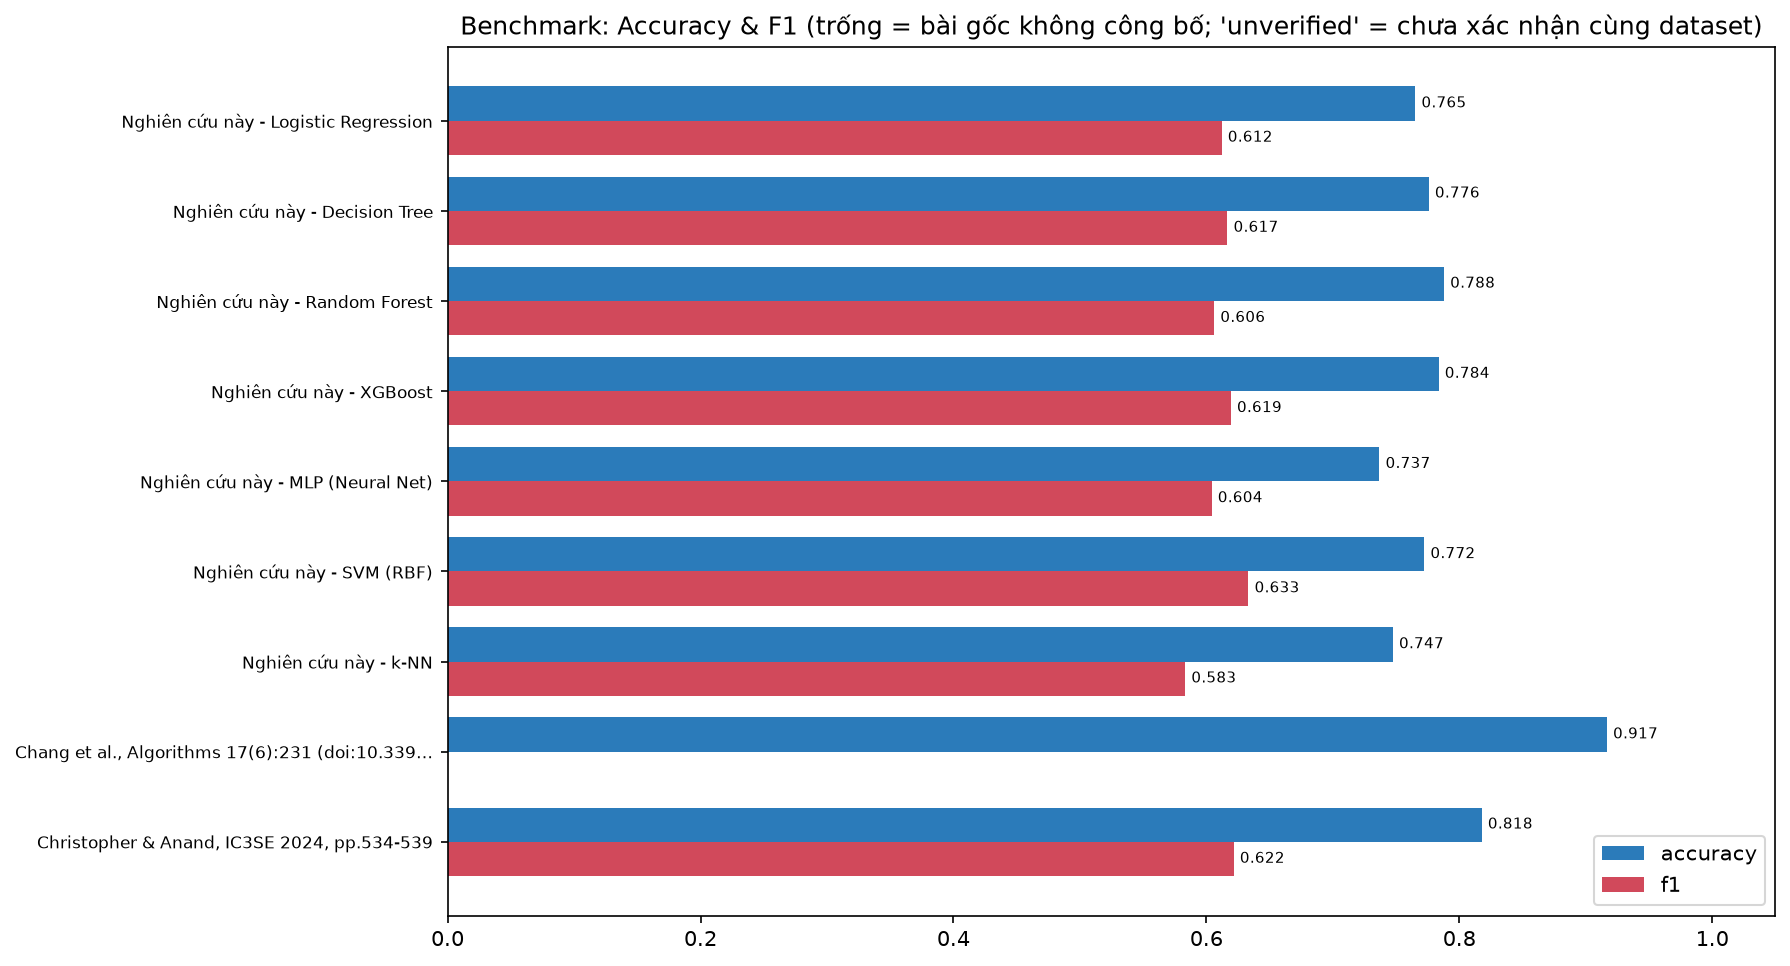 Benchmark: Accuracy & F1 (trống = bài gốc không công bố; 'unverified' = chưa xác nhận cùng dataset)
Nghiên cứu này - Logistic Regression
0.765
0.612
Nghiên cứu này - Decision Tree
0.776
0.617
Nghiên cứu này - Random Forest
0.788
0.606
Nghiên cứu này - XGBoost
0.784
0.619
Nghiên cứu này - MLP (Neural Net)
0.737
0.604
Nghiên cứu này - SVM (RBF)
0.772
0.633
Nghiên cứu này - k-NN
0.747
0.583
Chang et al., Algorithms 17(6):231 (doi:10.339…
0.917
Christopher & Anand, IC3SE 2024, pp.534-539
0.818
0.622
accuracy
f1
0.0 0.2 0.4 0.6 0.8 1.0